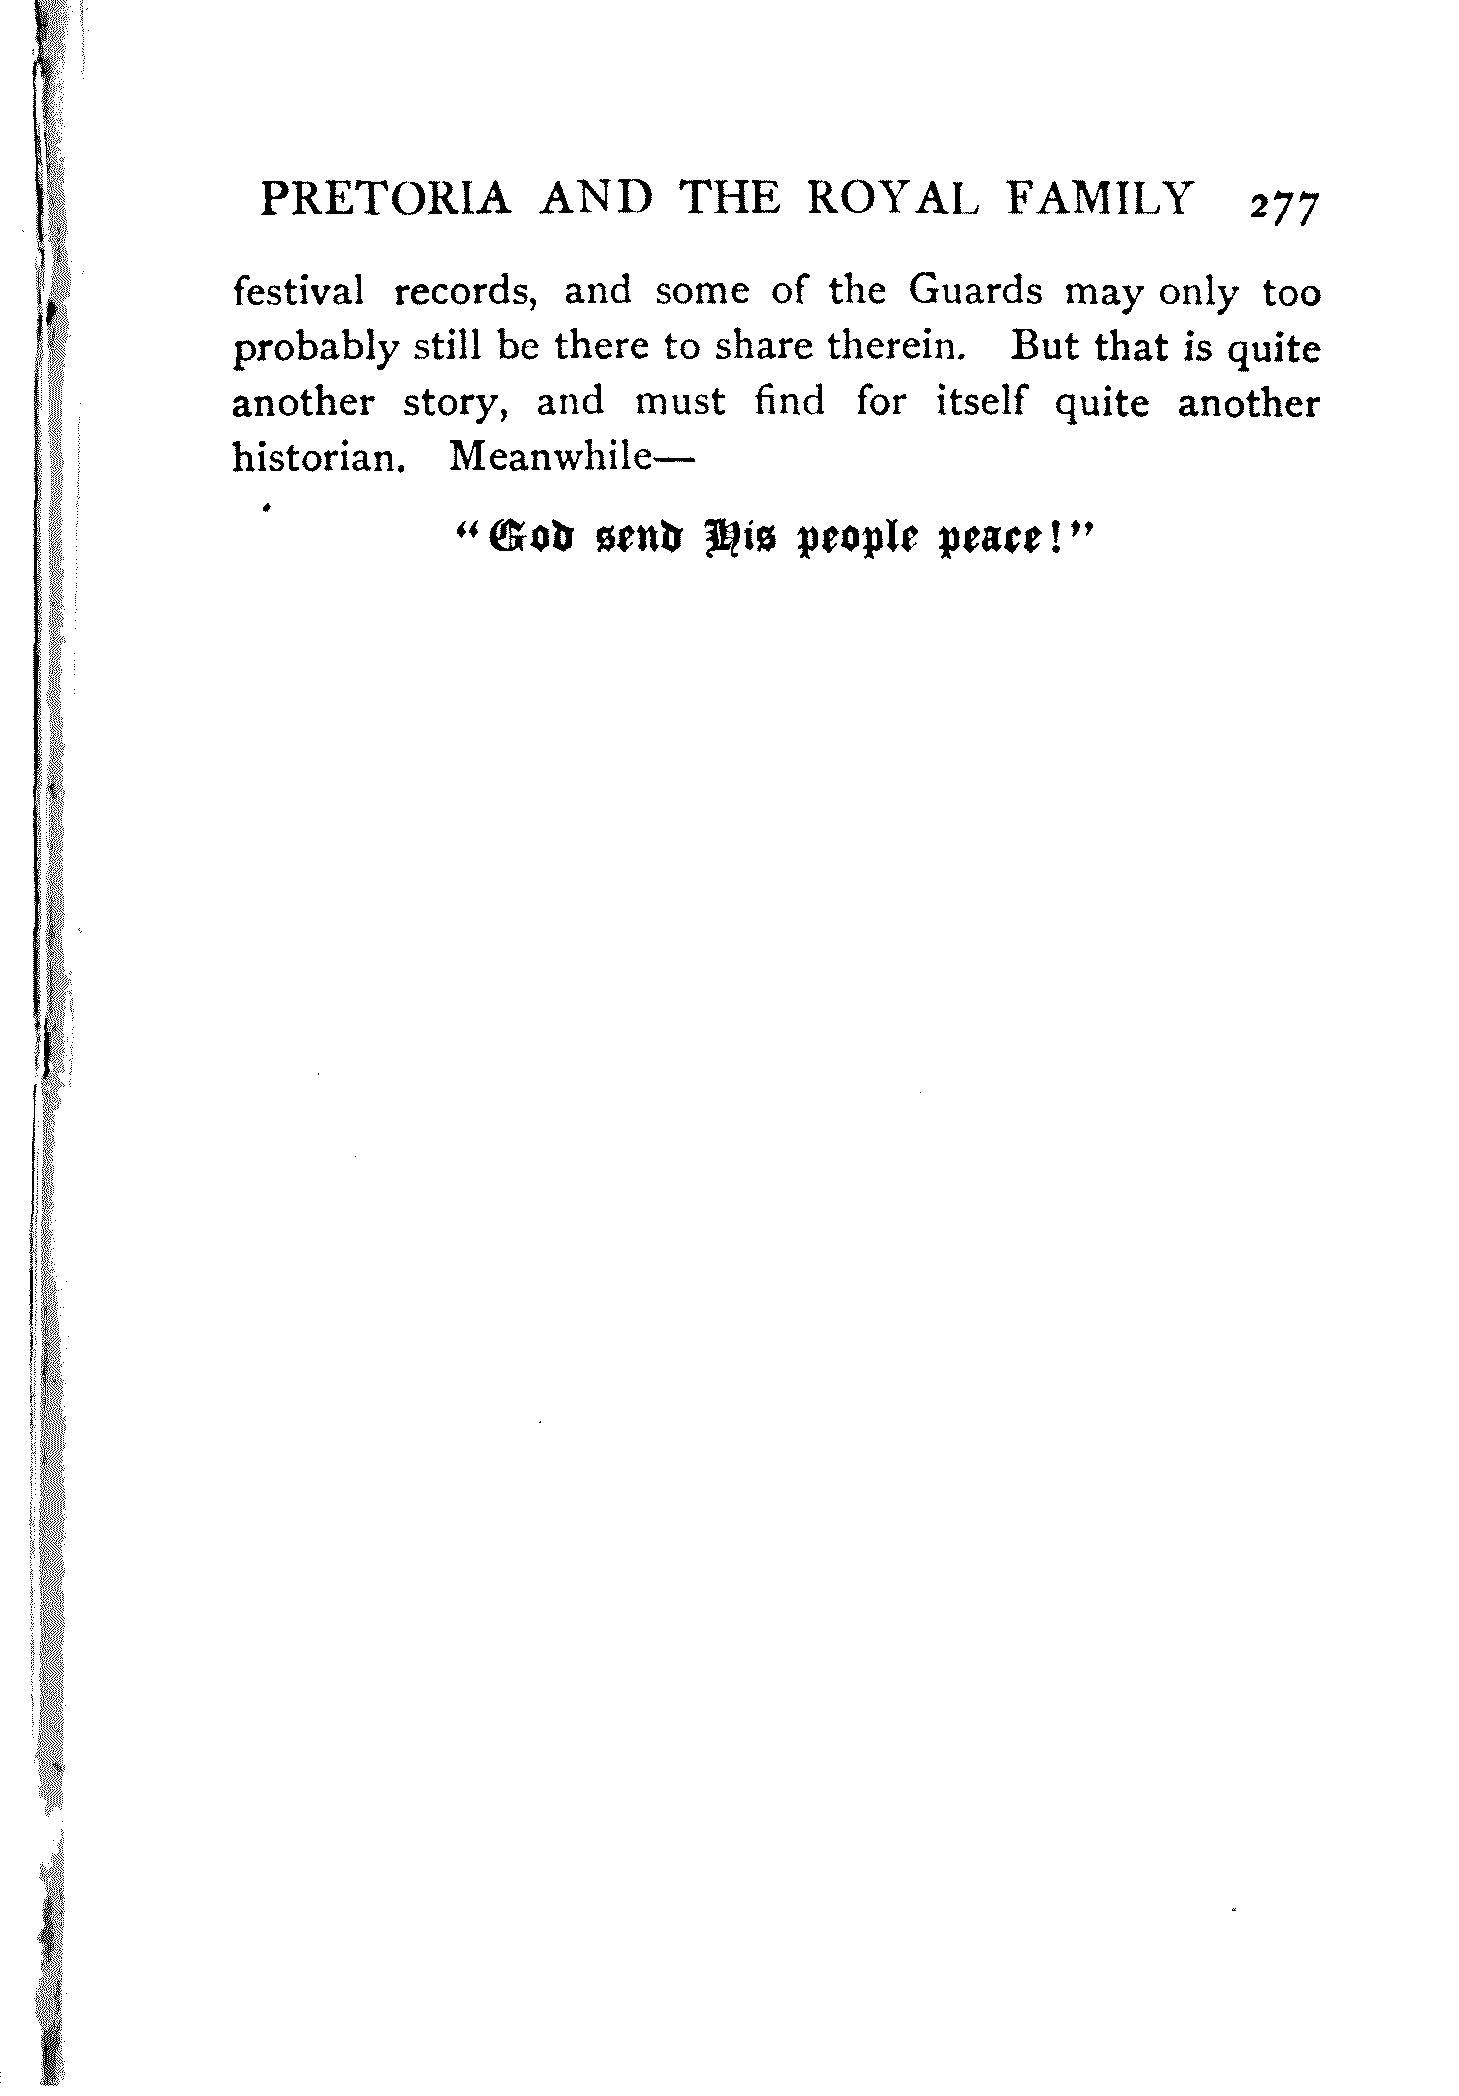 PRETORIA AND THE ROYAL FAMILY 277
festival records, and some of the Guards may only too
probably still be there to share therein. But that is quite
another story, and must find for itself quite another
historian. Meanwhile—
"God send His people peace!"